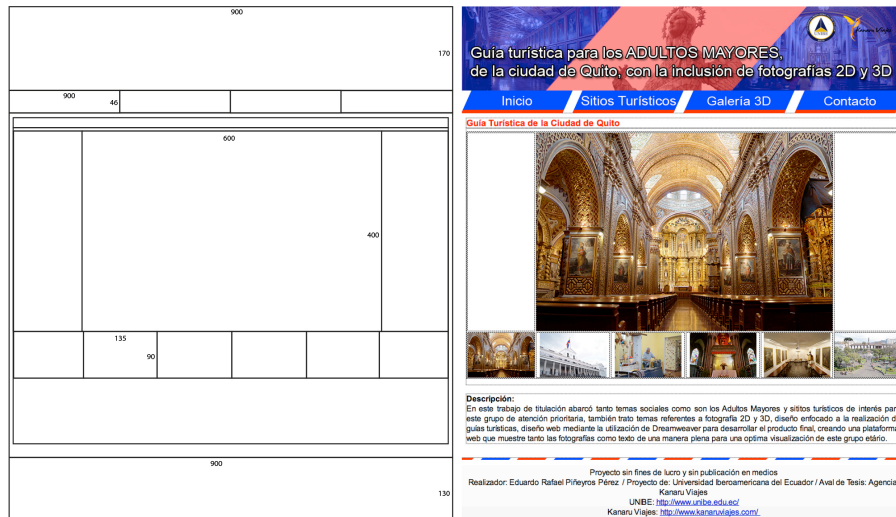 900
170
900
46
600
400
135
90
900
130
Guía turística para los ADULTOS MAYORES,
de la ciudad de Quito, con la inclusión de fotografías 2D y 3D
UNIBE
Kanaru Viajes
Inicio Sitios Turísticos Galería 3D Contacto
Guía Turística de la Ciudad de Quito
Descripción:
En este trabajo de titulación abarcó tanto temas sociales como son los Adultos Mayores y sititos turísticos de interés par
este grupo de atención prioritaria, también trato temas referentes a fotografía 2D y 3D, diseño enfocado a la realización d
guías turísticas, diseño web mediante la utilización de Dreamweaver para desarrollar el producto final, creando una plataforma
web que muestre tanto las fotografías como texto de una manera plena para una optima visualización de este grupo etário.
Proyecto sin fines de lucro y sin publicación en medios
Realizador: Eduardo Rafael Piñeyros Pérez / Proyecto de: Universidad Iberoamericana del Ecuador / Aval de Tesis: Agencia
Kanaru Viajes
UNIBE: http://www.unibe.edu.ec/
Kanaru Viajes: http://www.kanaruviajes.com/